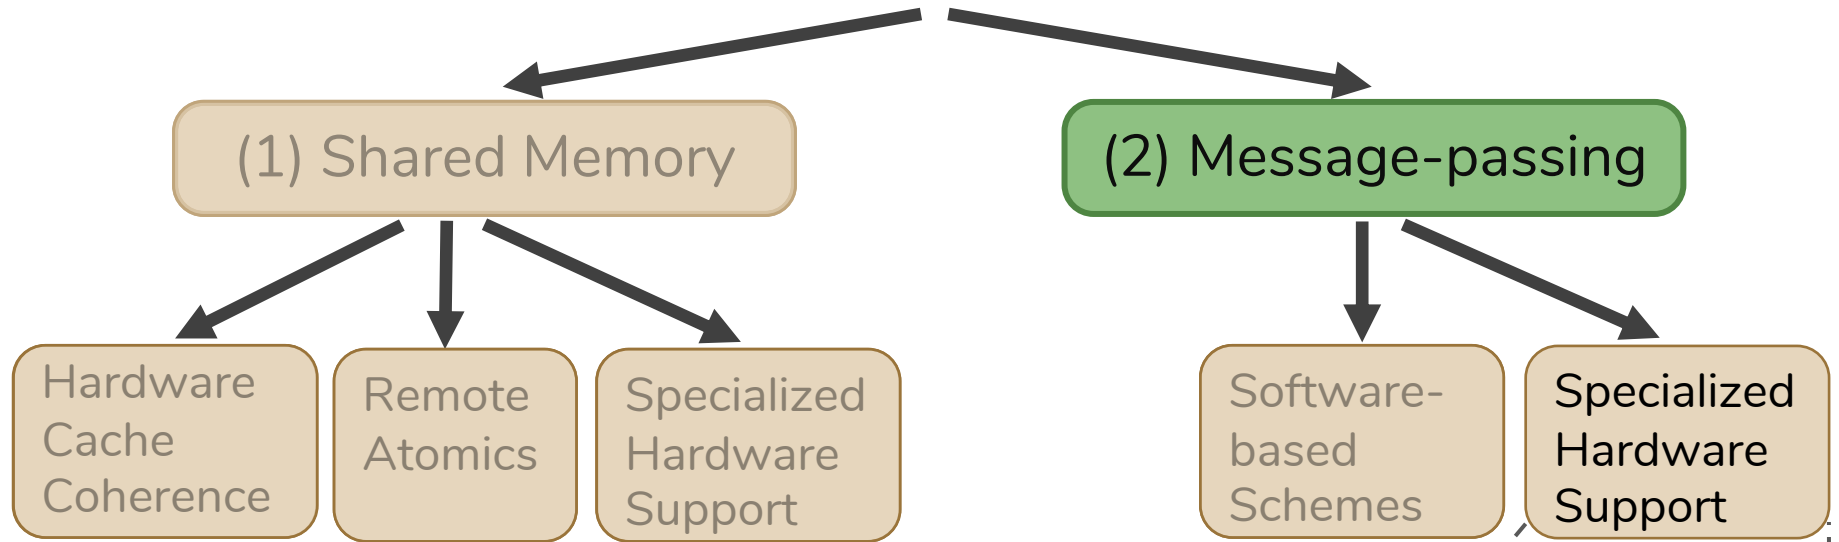 (1) Shared Memory
(2) Message-passing
Hardware
Cache
Coherence
Remote
Atomics
Specialized
Hardware
Support
Software-
based
Schemes
Specialized
Hardware
Support